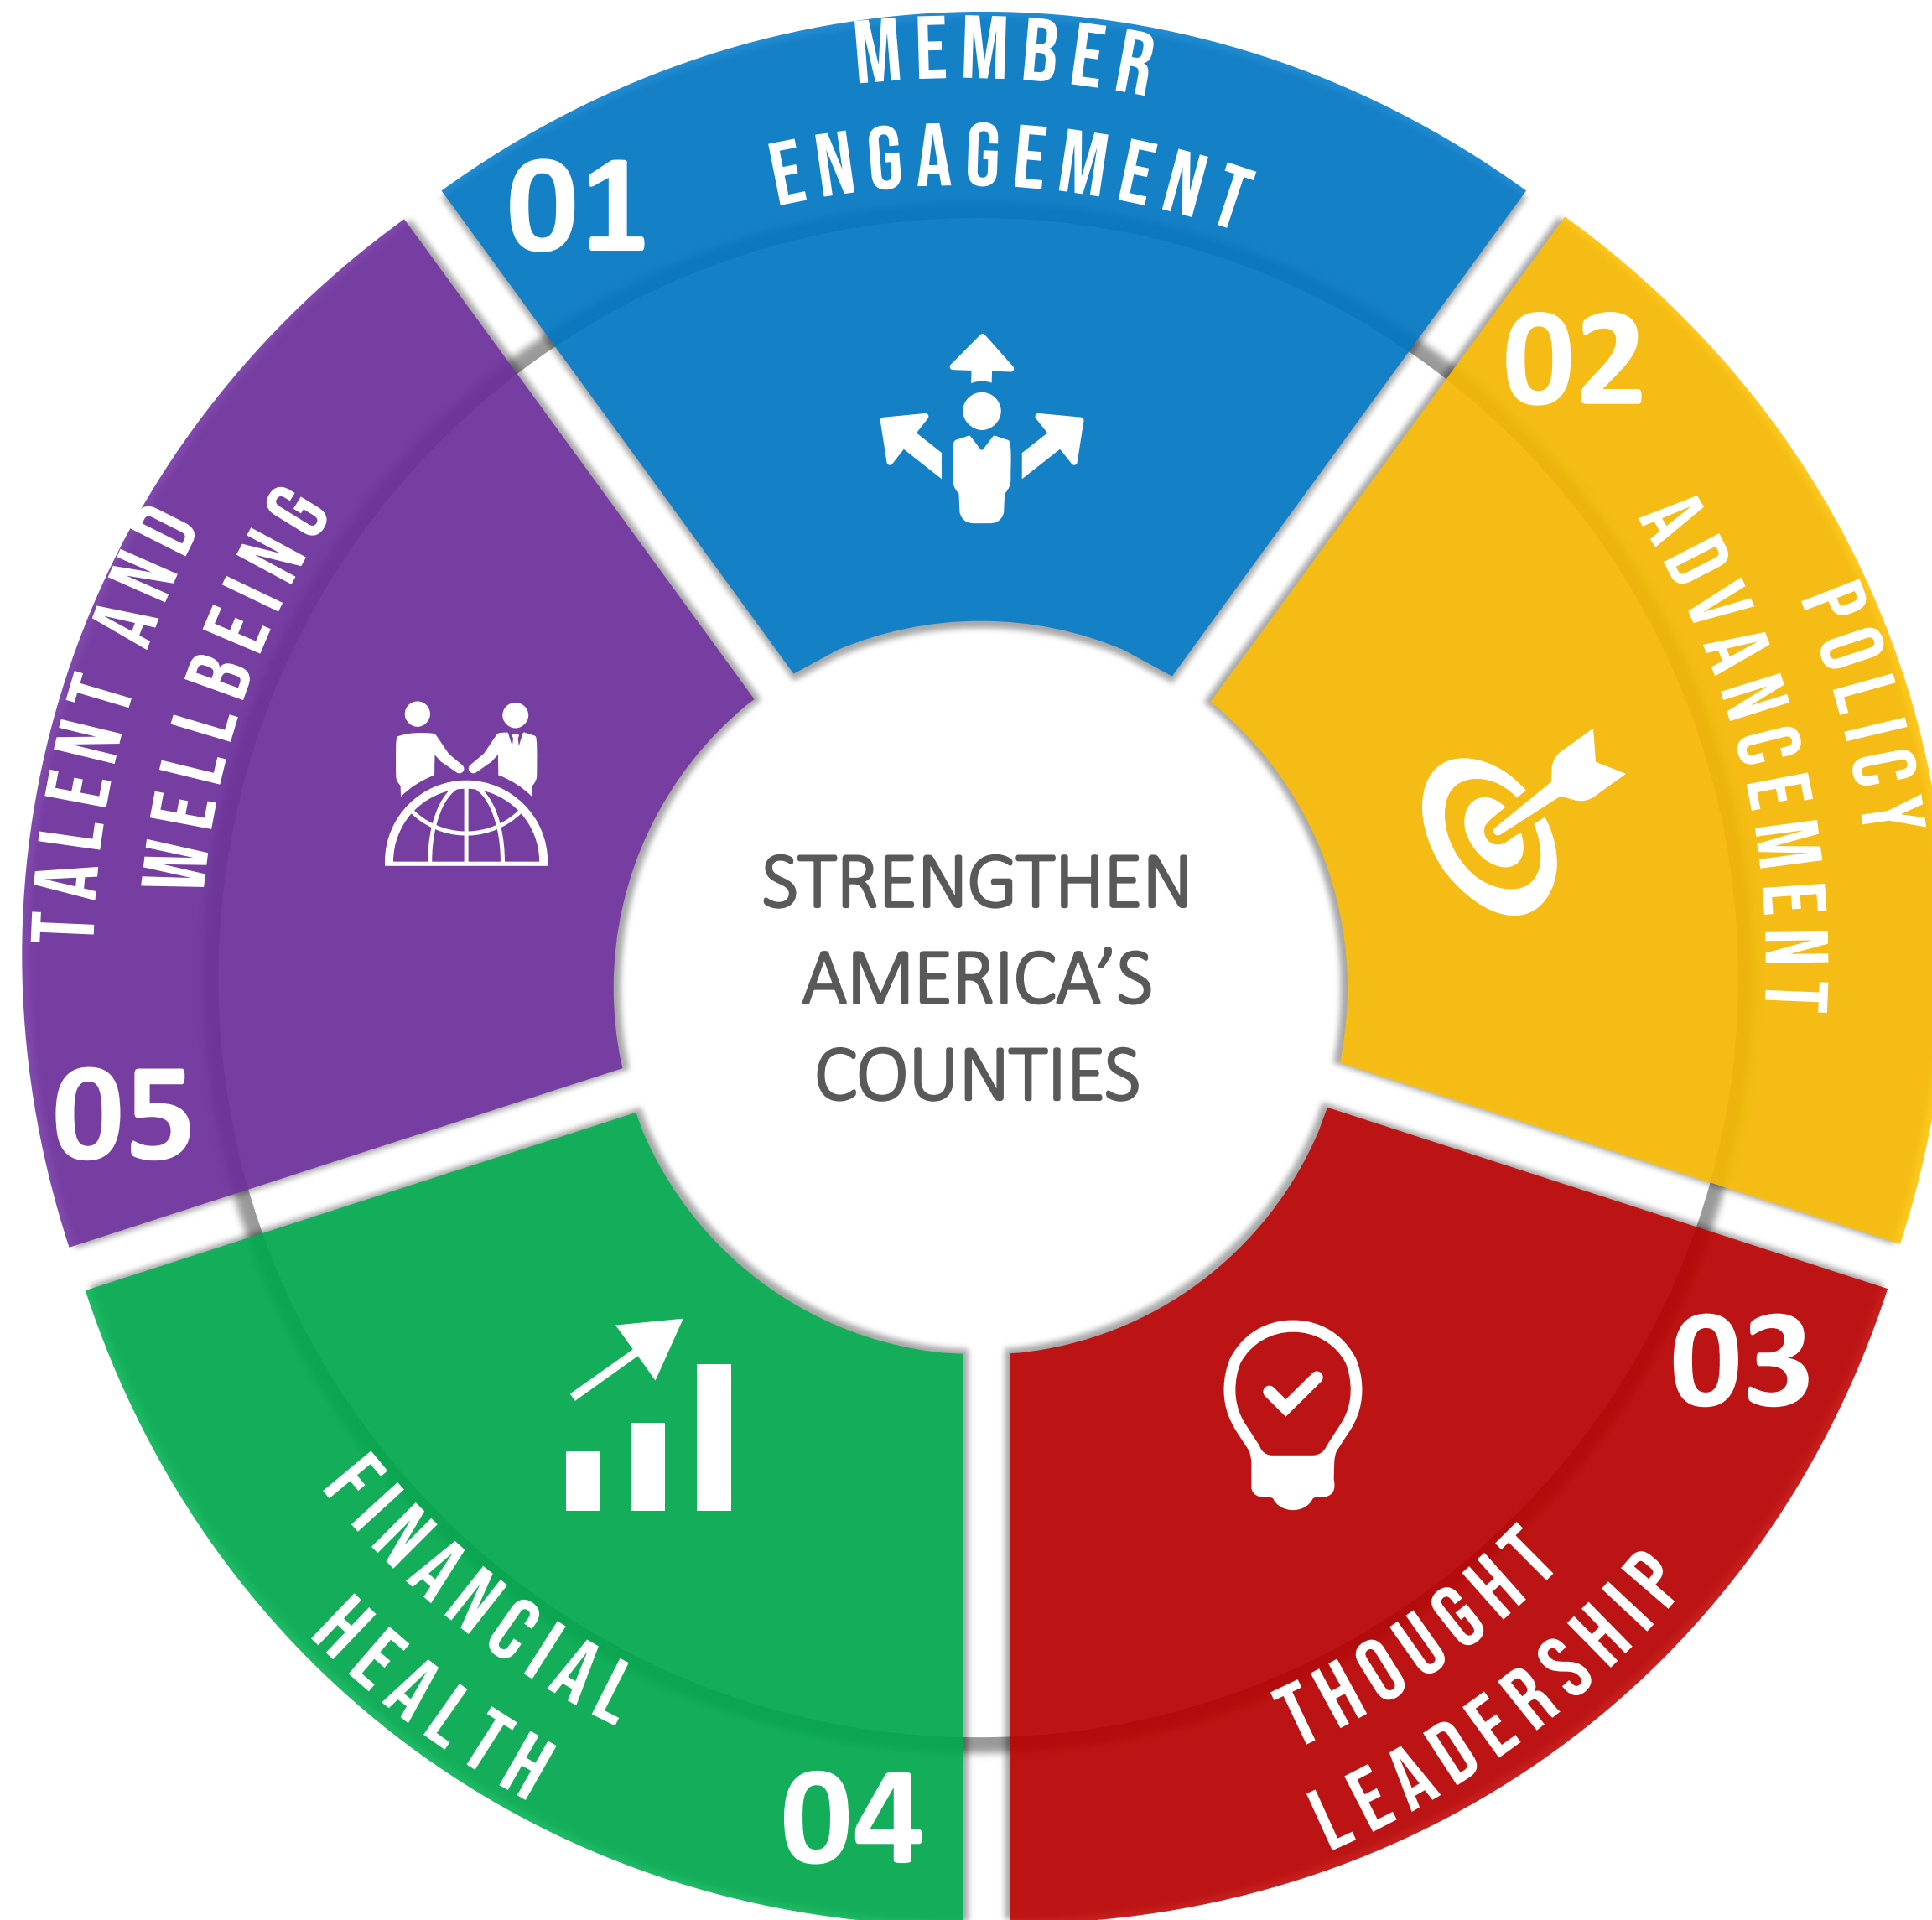 01
MEMBER
ENGAGEMENT
02
POLICY
ADVANCEMENT
03
THOUGHT
LEADERSHIP
04
FINANCIAL
HEALTH
05
TALENT AND
WELLBEING
STRENGTHEN
AMERICA'S
COUNTIES